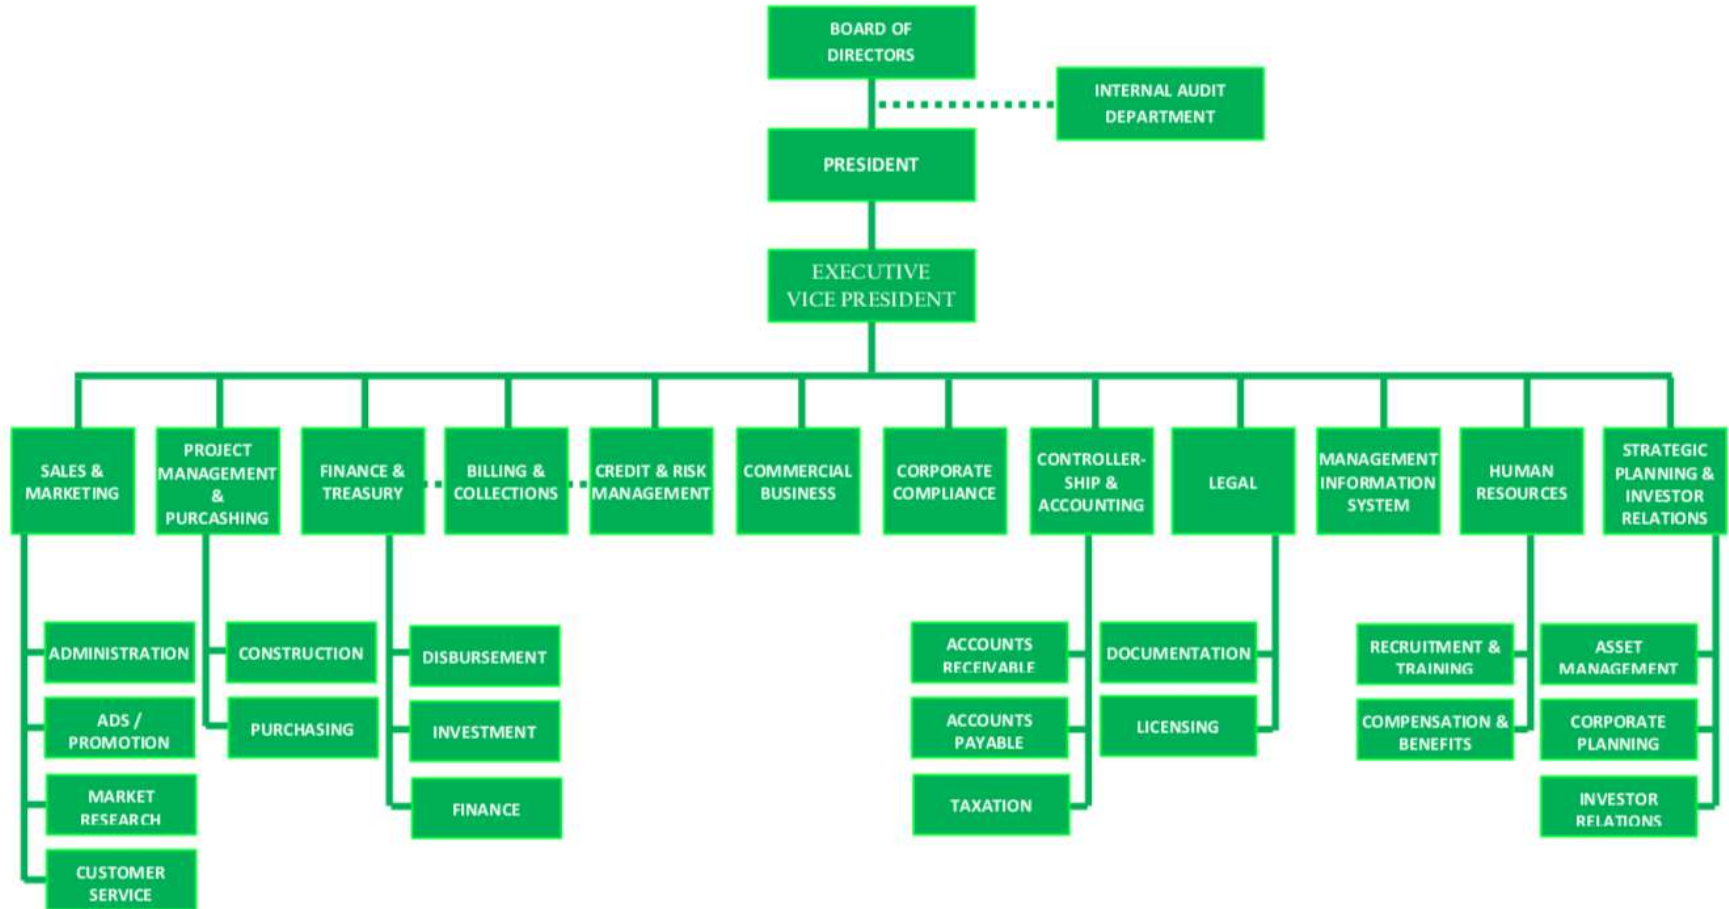 BOARD OF
DIRECTORS
INTERNAL AUDIT
DEPARTMENT
PRESIDENT
EXECUTIVE
VICE PRESIDENT
SALES &
MARKETING
PROJECT
MANAGEMENT
&
PURCASHING
FINANCE &
TREASURY
BILLING &
COLLECTIONS
CREDIT & RISK
MANAGEMENT
COMMERCIAL
BUSINESS
CORPORATE
COMPLIANCE
CONTROLLER-
SHIP &
ACCOUNTING
LEGAL
MANAGEMENT
INFORMATION
SYSTEM
HUMAN
RESOURCES
STRATEGIC
PLANNING &
INVESTOR
RELATIONS
ADMINISTRATION
ADS /
PROMOTION
MARKET
RESEARCH
CUSTOMER
SERVICE
CONSTRUCTION
PURCHASING
DISBURSEMENT
INVESTMENT
FINANCE
ACCOUNTS
RECEIVABLE
ACCOUNTS
PAYABLE
TAXATION
DOCUMENTATION
LICENSING
RECRUITMENT &
TRAINING
COMPENSATION &
BENEFITS
ASSET
MANAGEMENT
CORPORATE
PLANNING
INVESTOR
RELATIONS